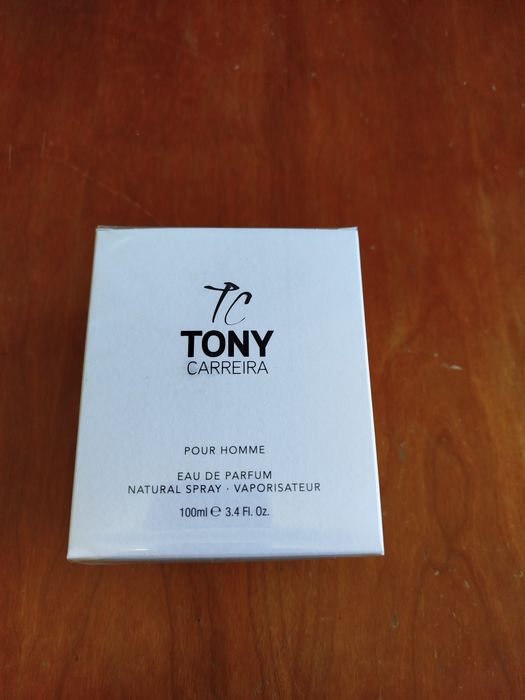 TC
TONY
CARREIRA
POUR HOMME
EAU DE PARFUM
NATURAL SPRAY · VAPORISATEUR
100ml ℮ 3.4 Fl. Oz.